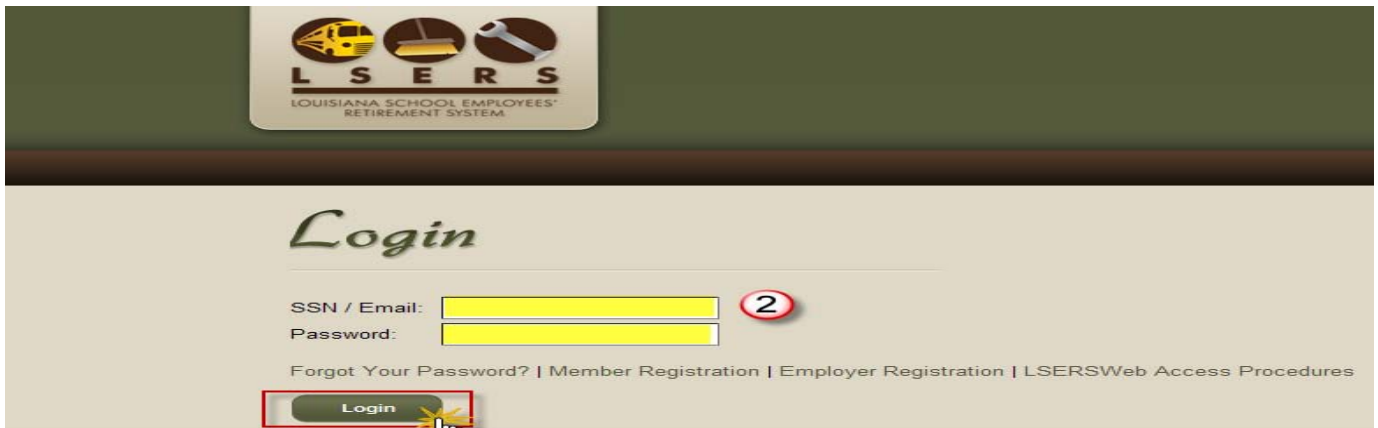 LSERS
LOUISIANA SCHOOL EMPLOYEES'
RETIREMENT SYSTEM
Login
SSN / Email:
2
Password:
Forgot Your Password? | Member Registration | Employer Registration | LSERSWeb Access Procedures
Login